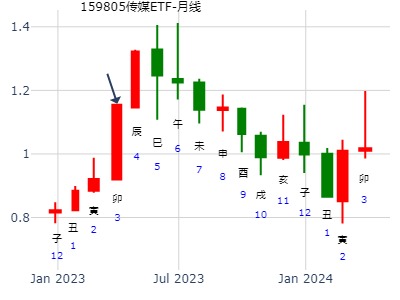 159805传媒ETF-月线
1.4
1.2
1
0.8
子
12
丑
1
寅
2
卯
3
辰
4
巳
5
午
6
未
7
申
8
酉
9
戌
10
亥
11
子
12
丑
1
寅
2
卯
3
Jan 2023
Jul 2023
Jan 2024